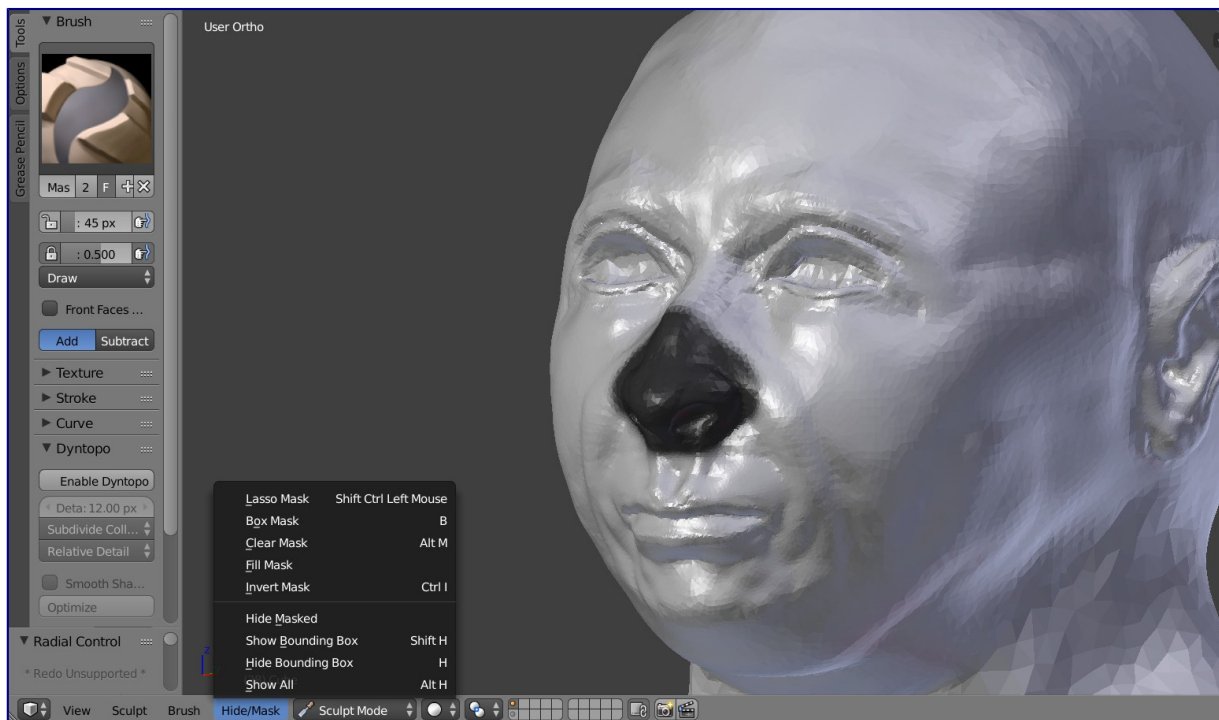 Tools
Options
Grease Pencil
▼ Brush
Mas 2 F
: 45 px
: 0.500
Draw
Front Faces ...
Add Subtract
▶ Texture
▶ Stroke
▶ Curve
▼ Dyntopo
Enable Dyntopo
Deta: 12.00 px
Subdivide Coll...
Relative Detail
Smooth Sha...
Optimize
▼ Radial Control
* Redo Unsupported *
User Ortho
Lasso Mask Shift Ctrl Left Mouse
Box Mask B
Clear Mask Alt M
Fill Mask
Invert Mask Ctrl I
Hide Masked
Show Bounding Box Shift H
Hide Bounding Box H
Show All Alt H
z
View Sculpt Brush Hide/Mask Sculpt Mode